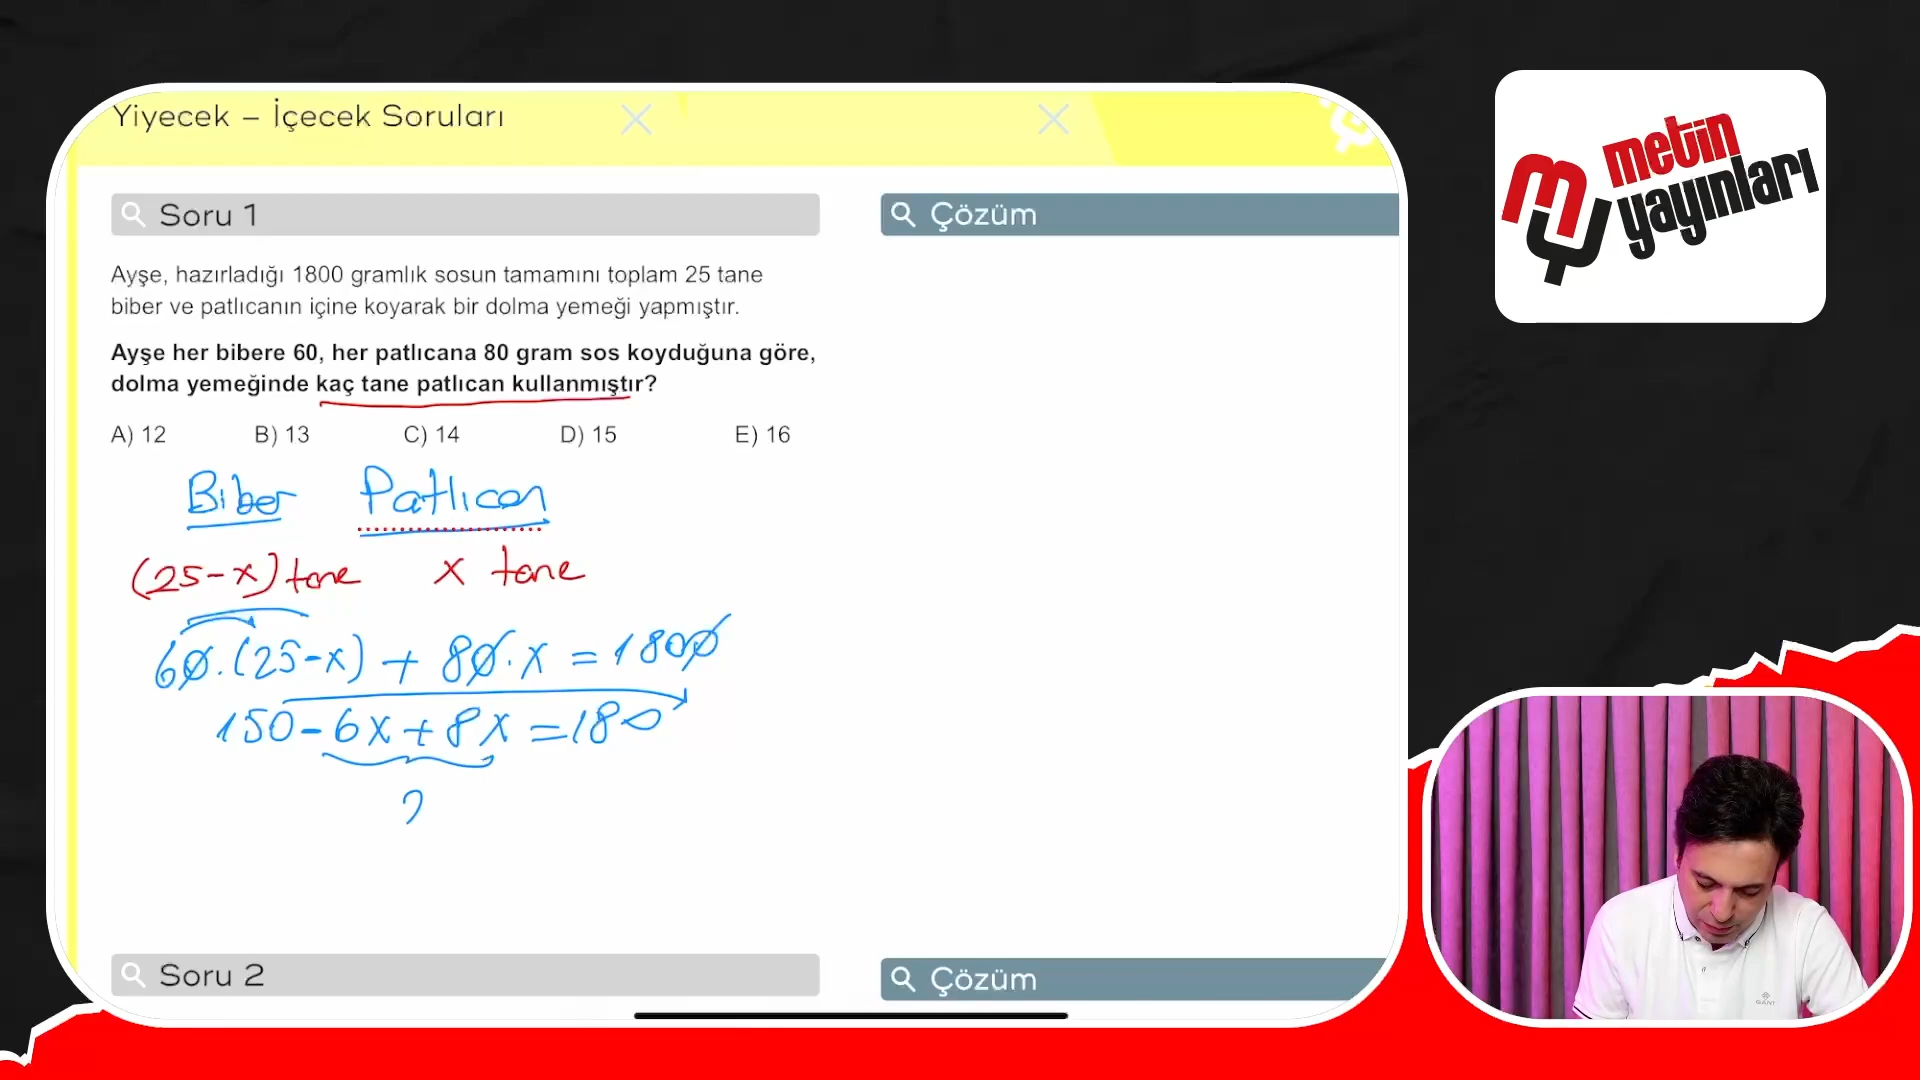 Yiyecek – İçecek Soruları
Soru 1
Ayşe, hazırladığı 1800 gramlık sosun tamamını toplam 25 tane
biber ve patlıcanın içine koyarak bir dolma yemeği yapmıştır.
Ayşe her bibere 60, her patlıcana 80 gram sos koyduğuna göre,
dolma yemeğinde kaç tane patlıcan kullanmıştır?
A) 12 B) 13 C) 14 D) 15 E) 16
Biber Patlıcan
(25-x) tane x tane
60.(25-x) + 80.x = 1800
150-6x+8x=180
2
Soru 2
Çözüm
Çözüm
metin
yayınları
GANT